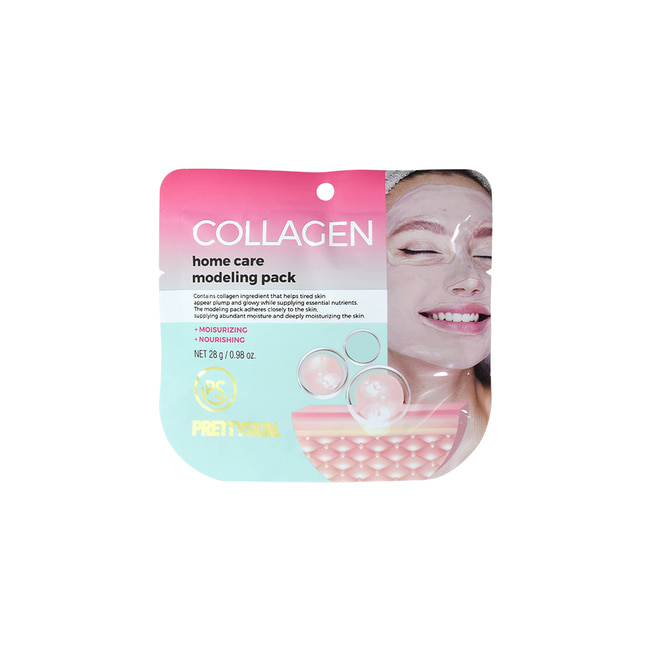 COLLAGEN
home care
modeling pack
Contains collagen ingredient that helps tired skin
appear plump and glowy while supplying essential nutrients.
The modeling pack adheres closely to the skin,
supplying abundant moisture and deeply moisturizing the skin.
+ MOISURIZING
+ NOURISHING
NET 28 g / 0.98 oz.
PS
PRETTYSKIN